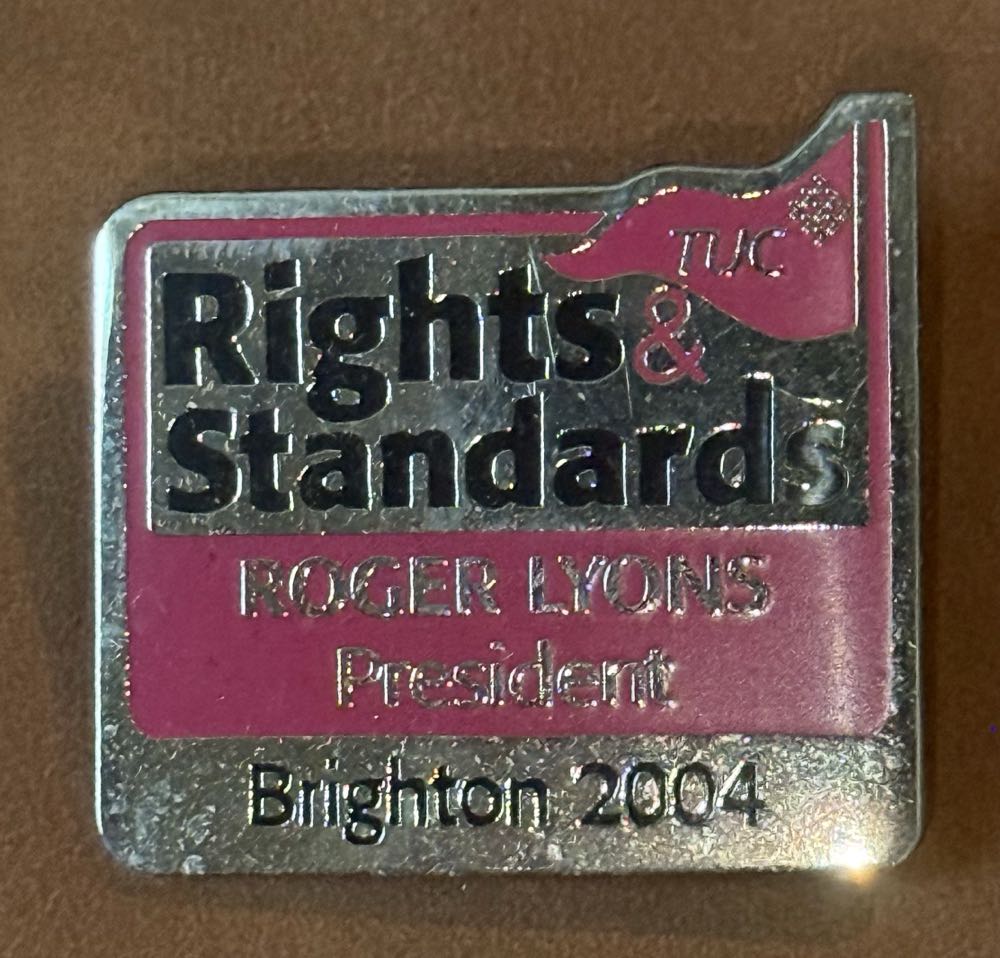 TUC
Rights &
Standards
ROGER LYONS
President
Brighton 2004